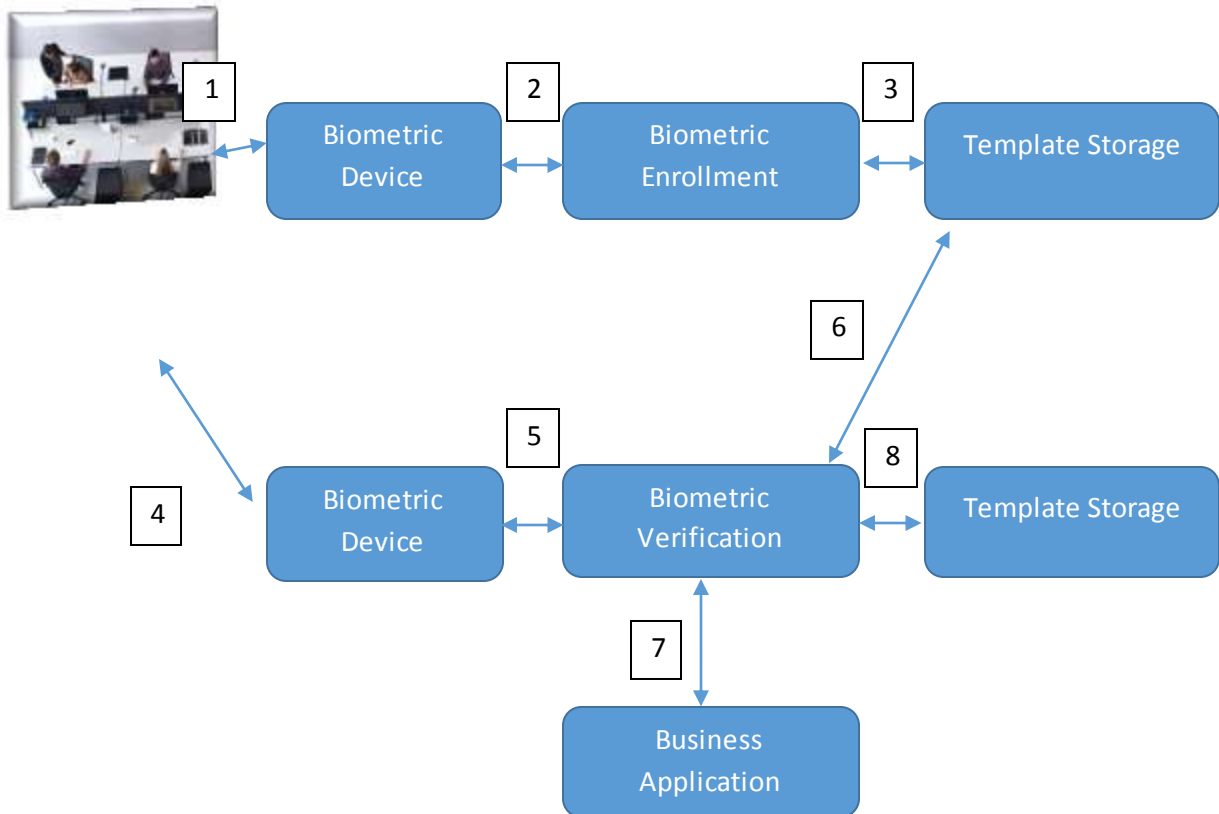 1
2
3
Biometric
Device
Biometric
Enrollment
Template Storage
6
4
5
8
Biometric
Device
Biometric
Verification
Template Storage
7
Business
Application